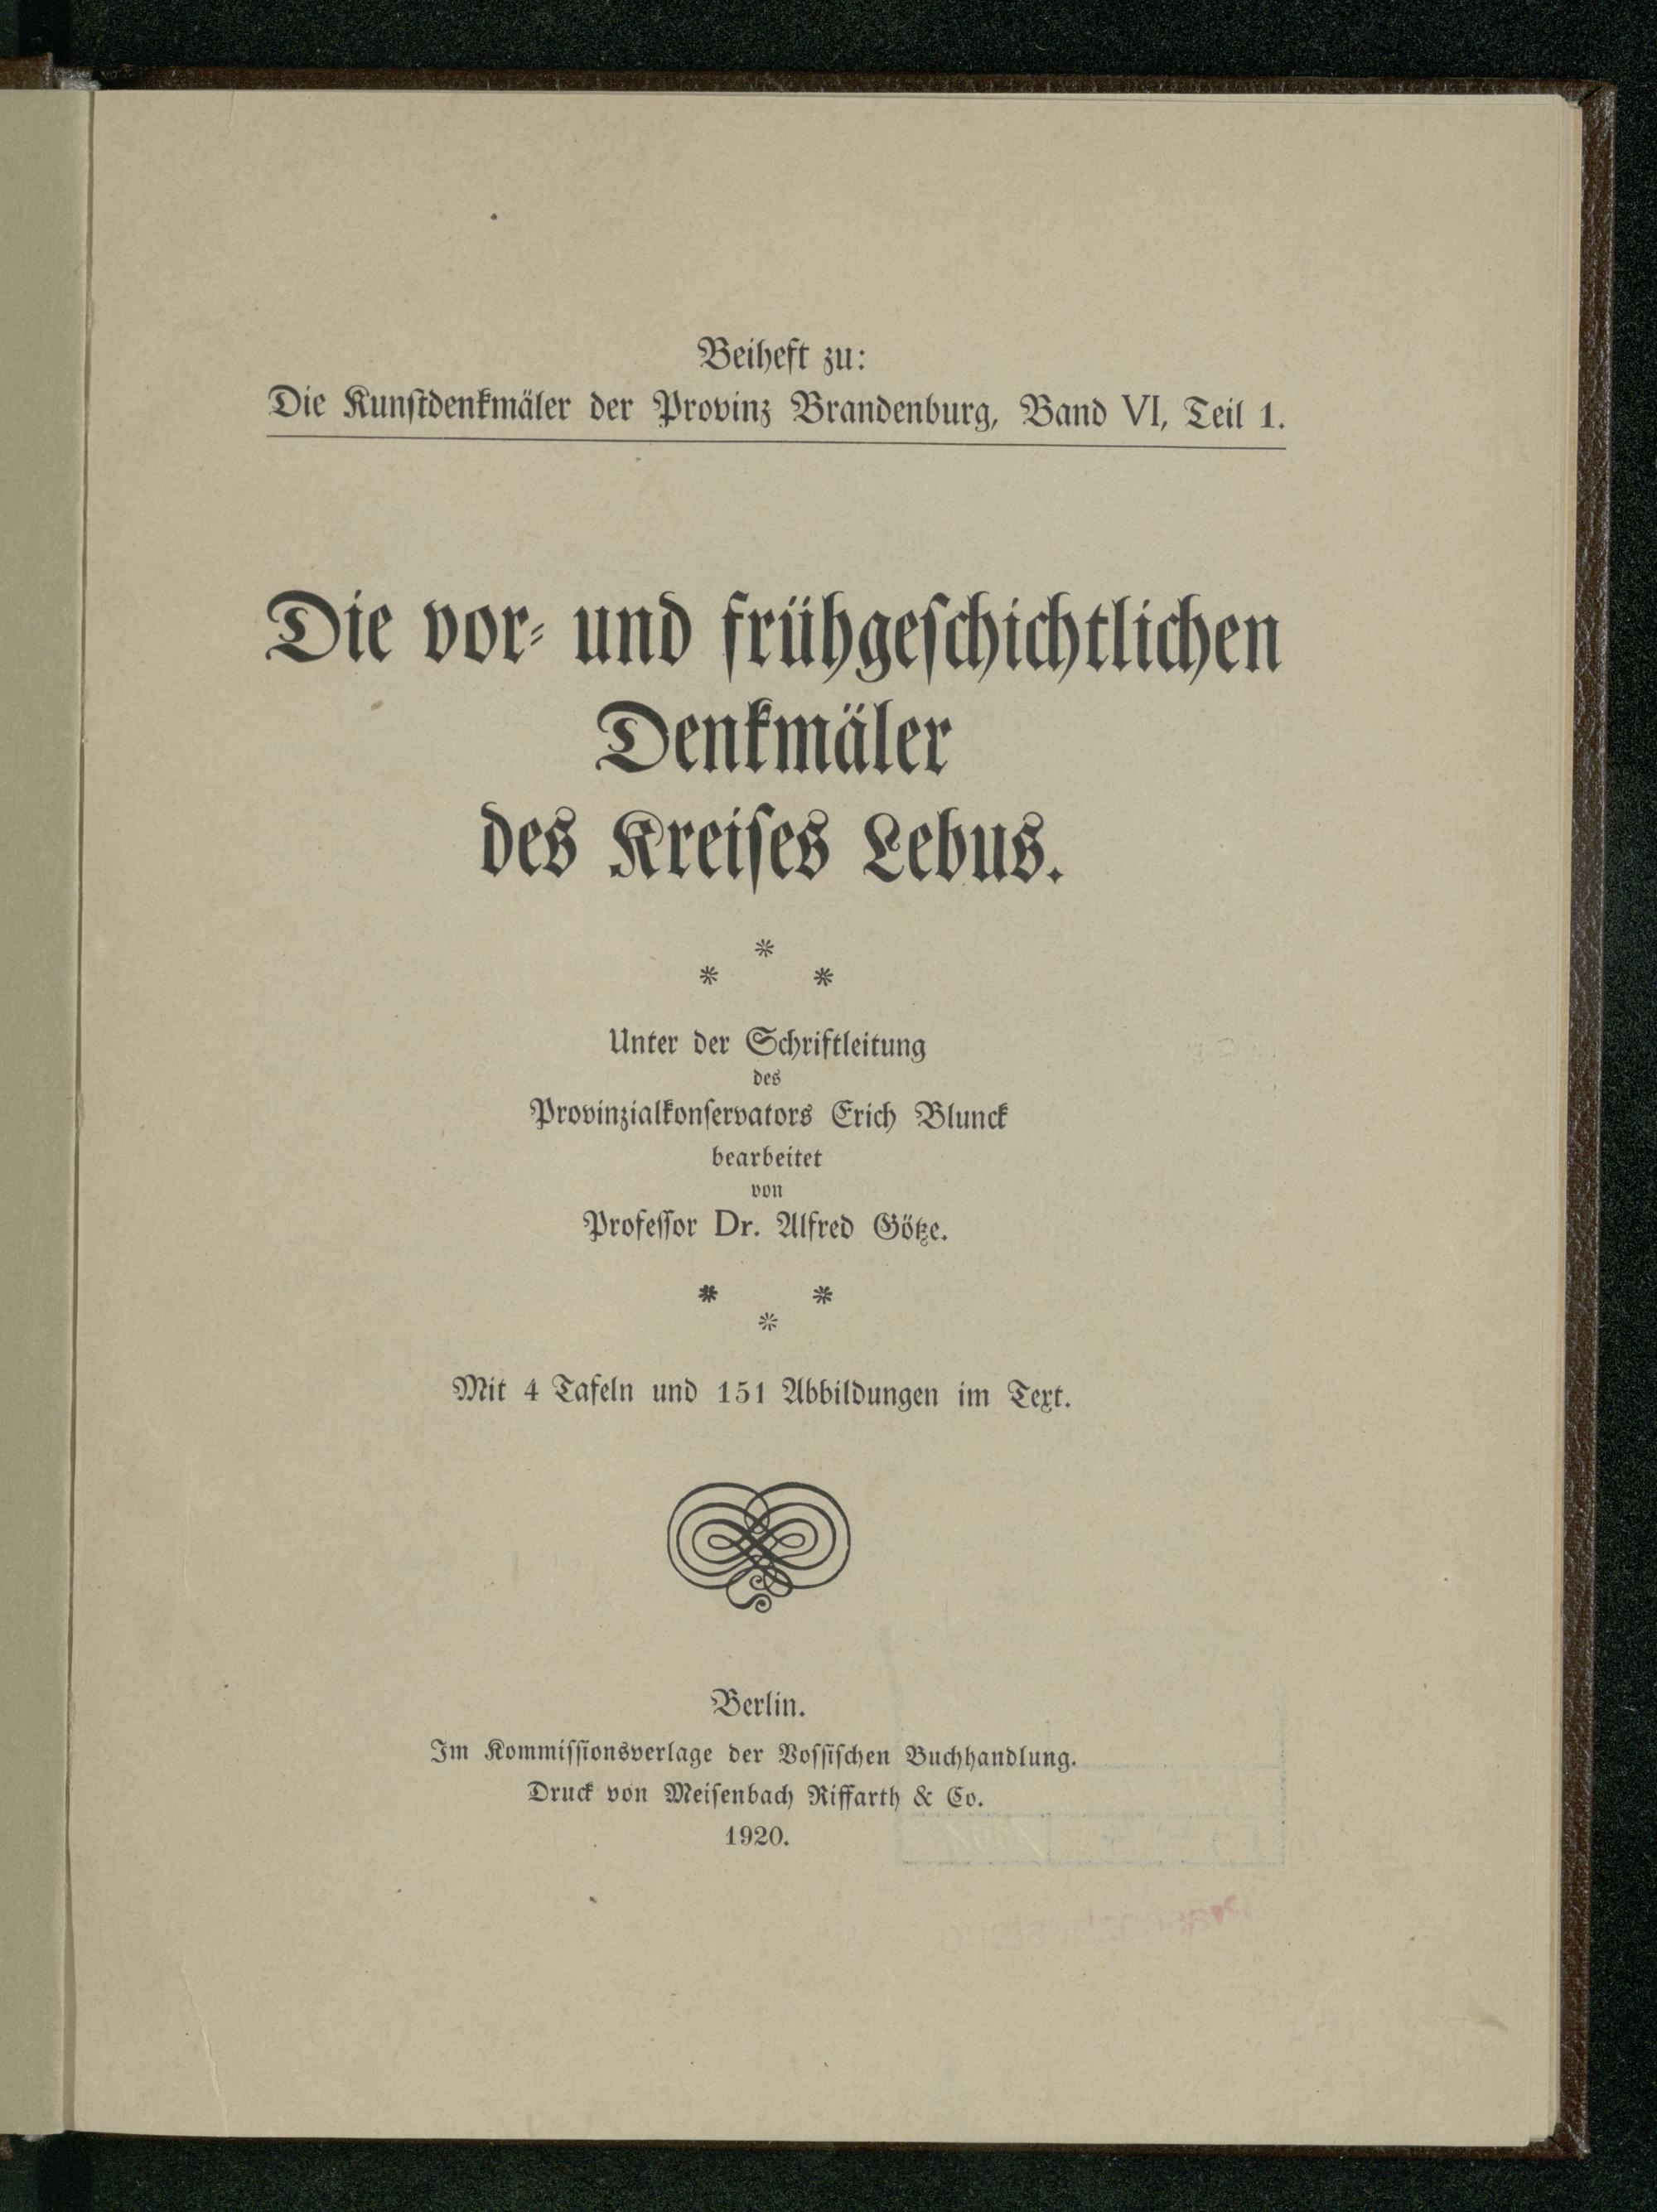 Beiheft zu:
Die Kunſtdenkmäler der Provinz Brandenburg, Band VI, Teil 1.
Die vor- und frühgeſchichtlichen
Denkmäler
des Kreiſes Lebus.
*
* *
Unter der Schriftleitung
des
Provinzialkonſervators Erich Blunck
bearbeitet
von
Profeſſor Dr. Alfred Götze.
* *
*
Mit 4 Tafeln und 151 Abbildungen im Text.
Berlin.
Im Kommiſſionsverlage der Voſſiſchen Buchhandlung.
Druck von Meiſenbach Riffarth & Co.
1920.